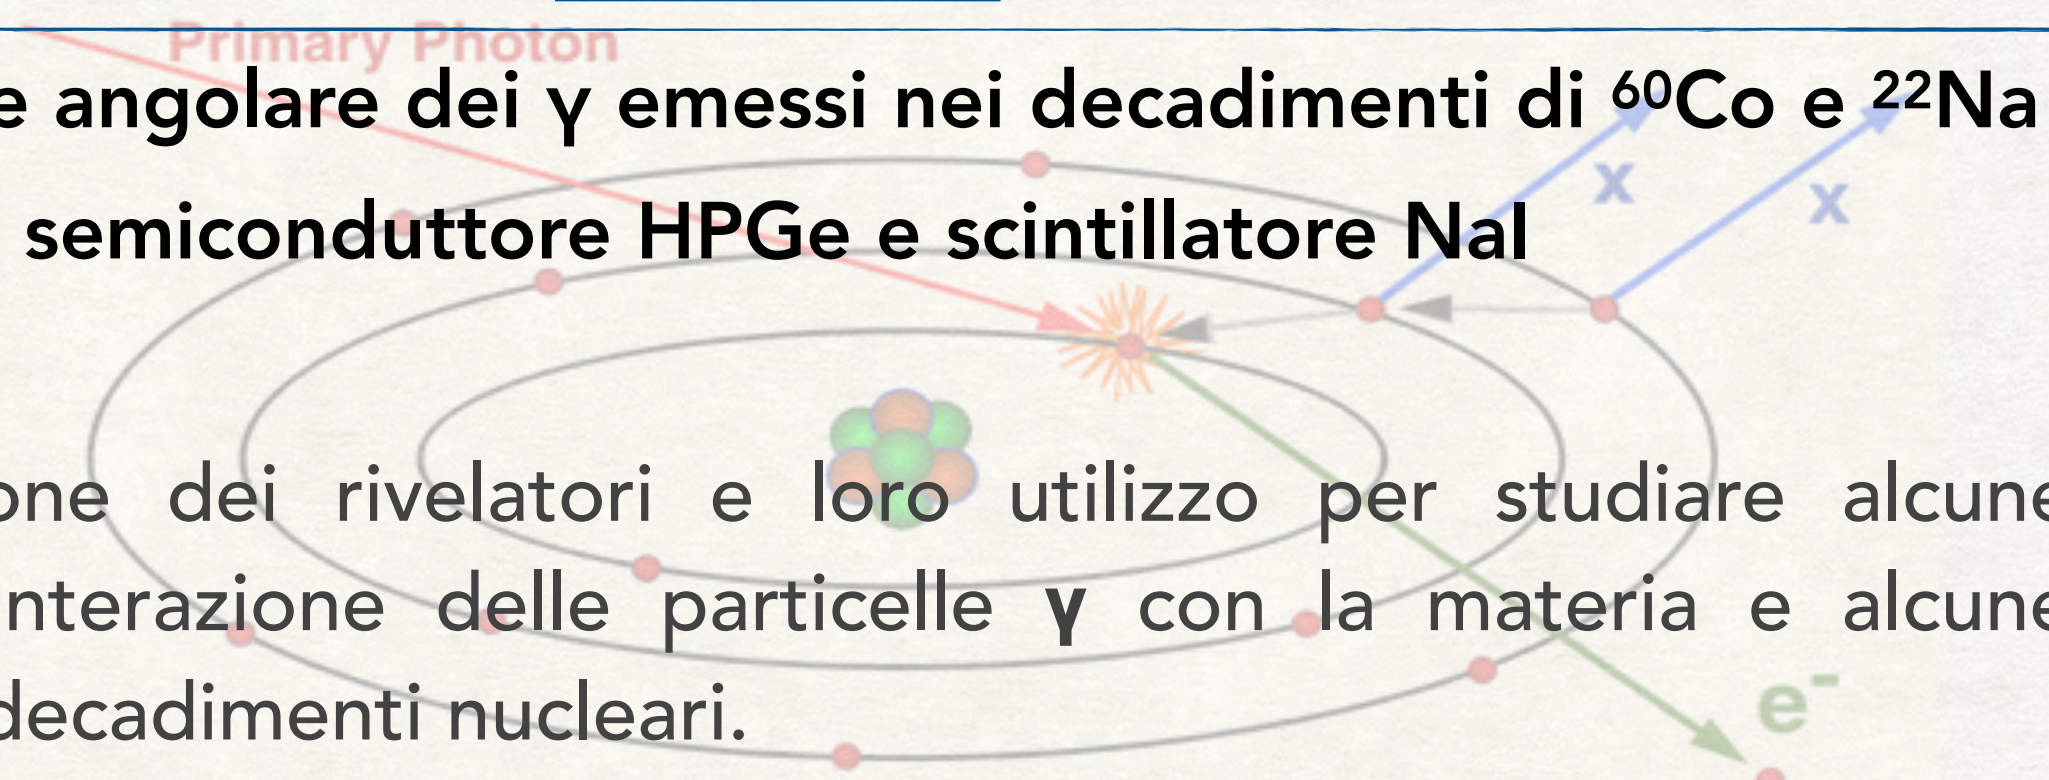 Primary Photon
e angolare dei γ emessi nei decadimenti di ⁶⁰Co e ²²Na
x x
semiconduttore HPGe e scintillatore NaI
one dei rivelatori e loro utilizzo per studiare alcune
nterazione delle particelle γ con la materia e alcune
decadimenti nucleari.
e⁻